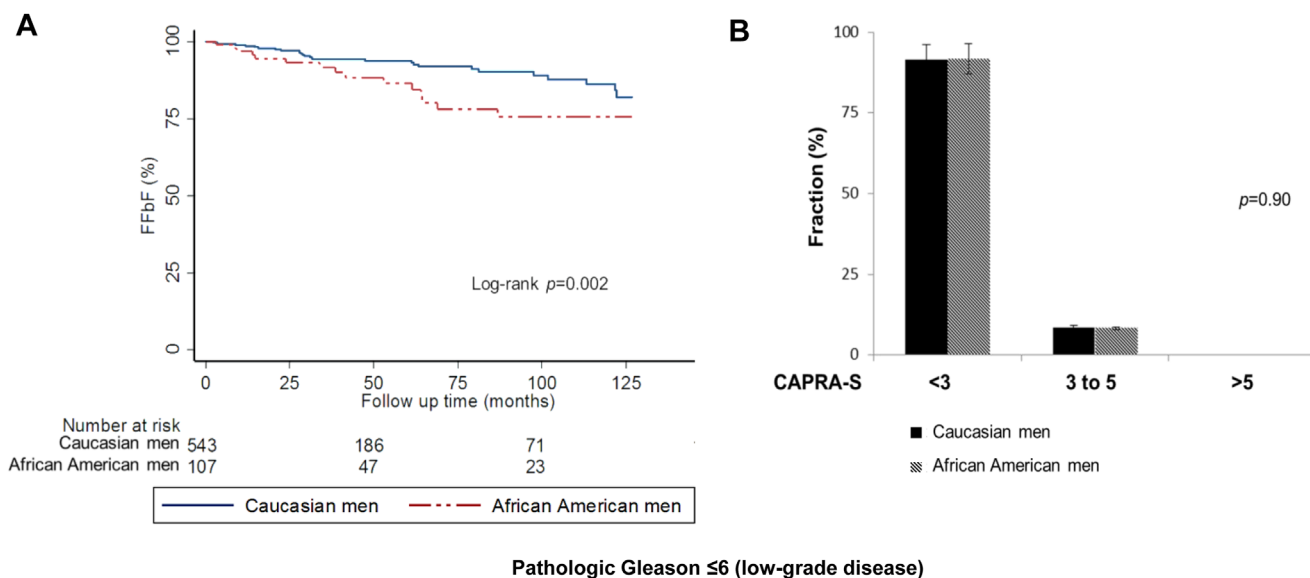 A
100
75
50
25
0
FFbF (%)
Log-rank p=0.002
0 25 50 75 100 125
Follow up time (months)
Number at risk
Caucasian men 543 186 71
African American men 107 47 23
Caucasian men African American men
B
100
75
50
25
0
Fraction (%)
p=0.90
CAPRA-S <3 3 to 5 >5
Caucasian men
African American men
Pathologic Gleason ≤6 (low-grade disease)